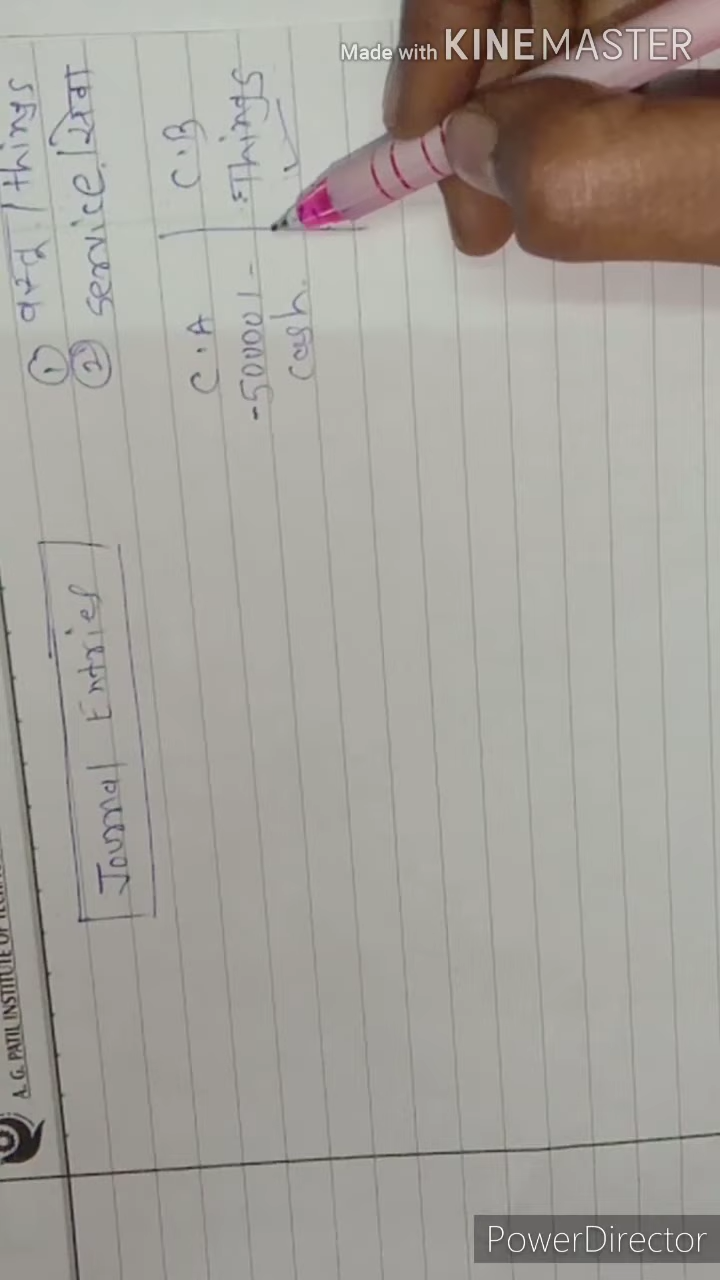 Made with KINEMASTER
A. G. PATIL INSTITUTE OF
Journal Entries
① वस्तु / things
② service / सेवा
C.A | C.B
-50000/- :Things
cash. ✓
PowerDirector